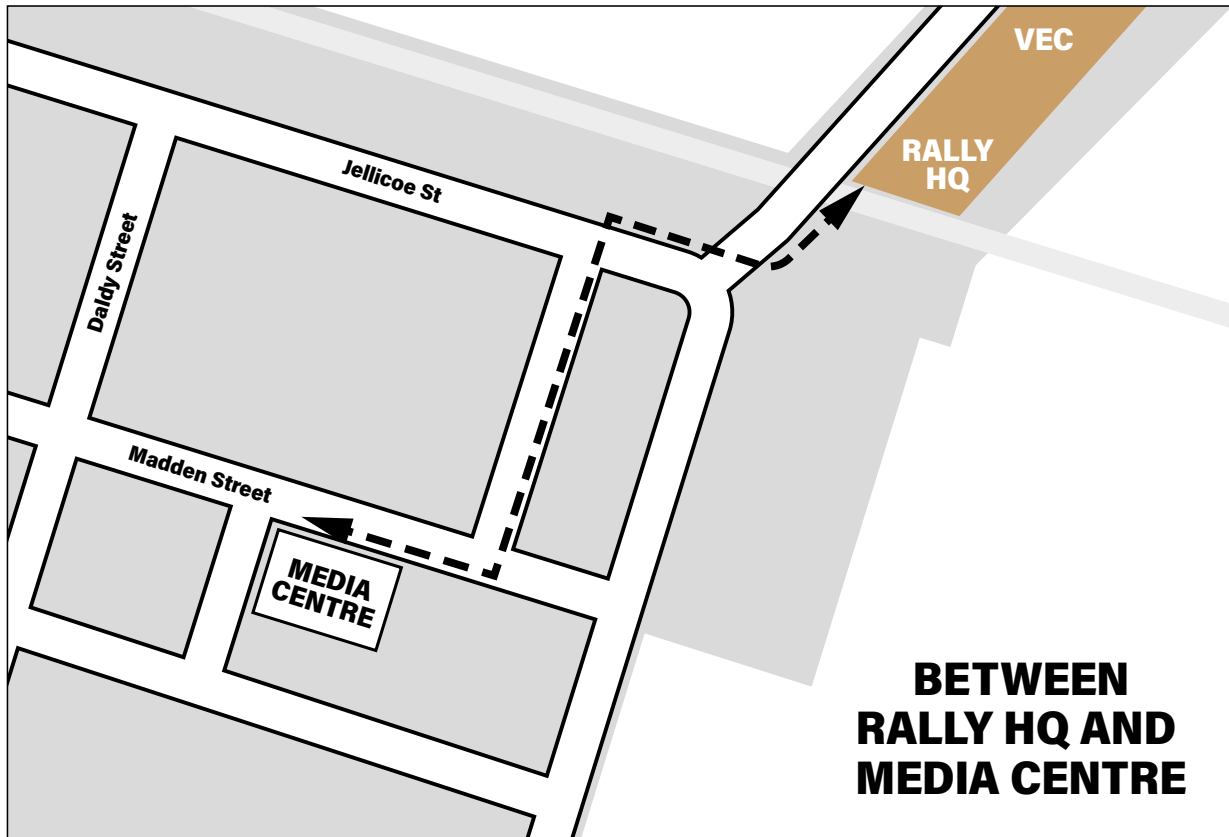 VEC
RALLY
HQ
Jellicoe St
Daldy Street
Madden Street
MEDIA
CENTRE
BETWEEN
RALLY HQ AND
MEDIA CENTRE